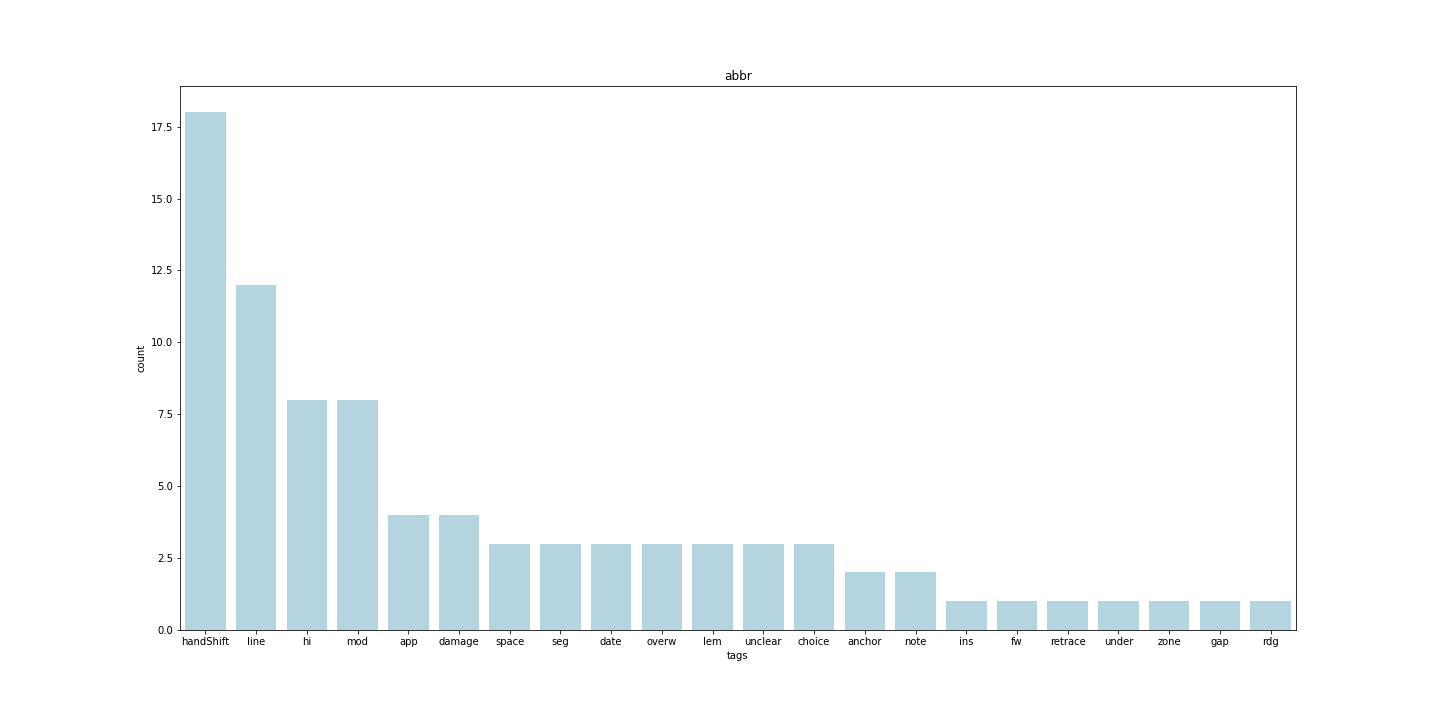 abbr
17.5
15.0
12.5
10.0
7.5
5.0
2.5
0.0
count
handShift line hi mod app damage space seg date overw lem unclear choice anchor note ins fw retrace under zone gap rdg
tags